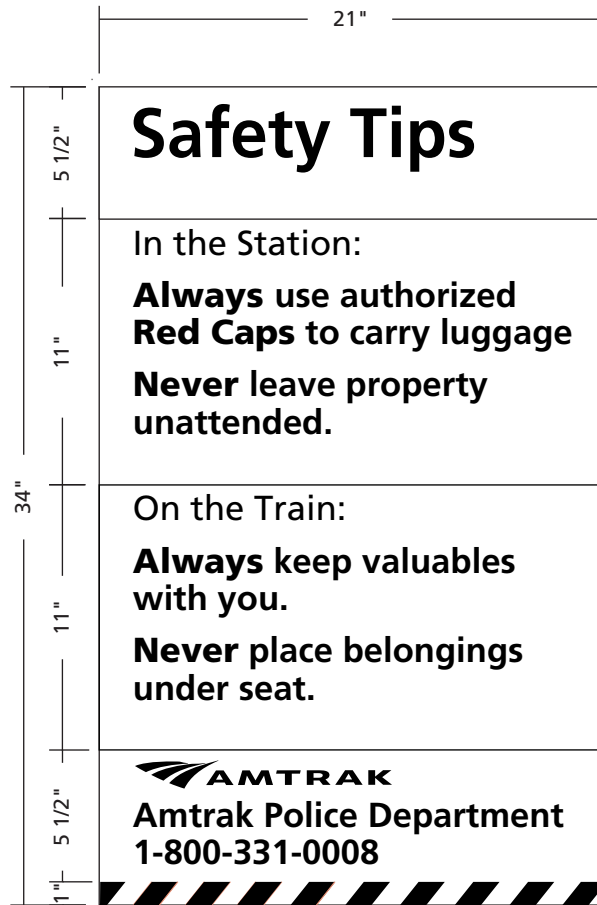 21"
5 1/2"
Safety Tips
11"
In the Station:
Always use authorized
Red Caps to carry luggage
Never leave property
unattended.
34"
11"
On the Train:
Always keep valuables
with you.
Never place belongings
under seat.
5 1/2"
AMTRAK
Amtrak Police Department
1-800-331-0008
1"